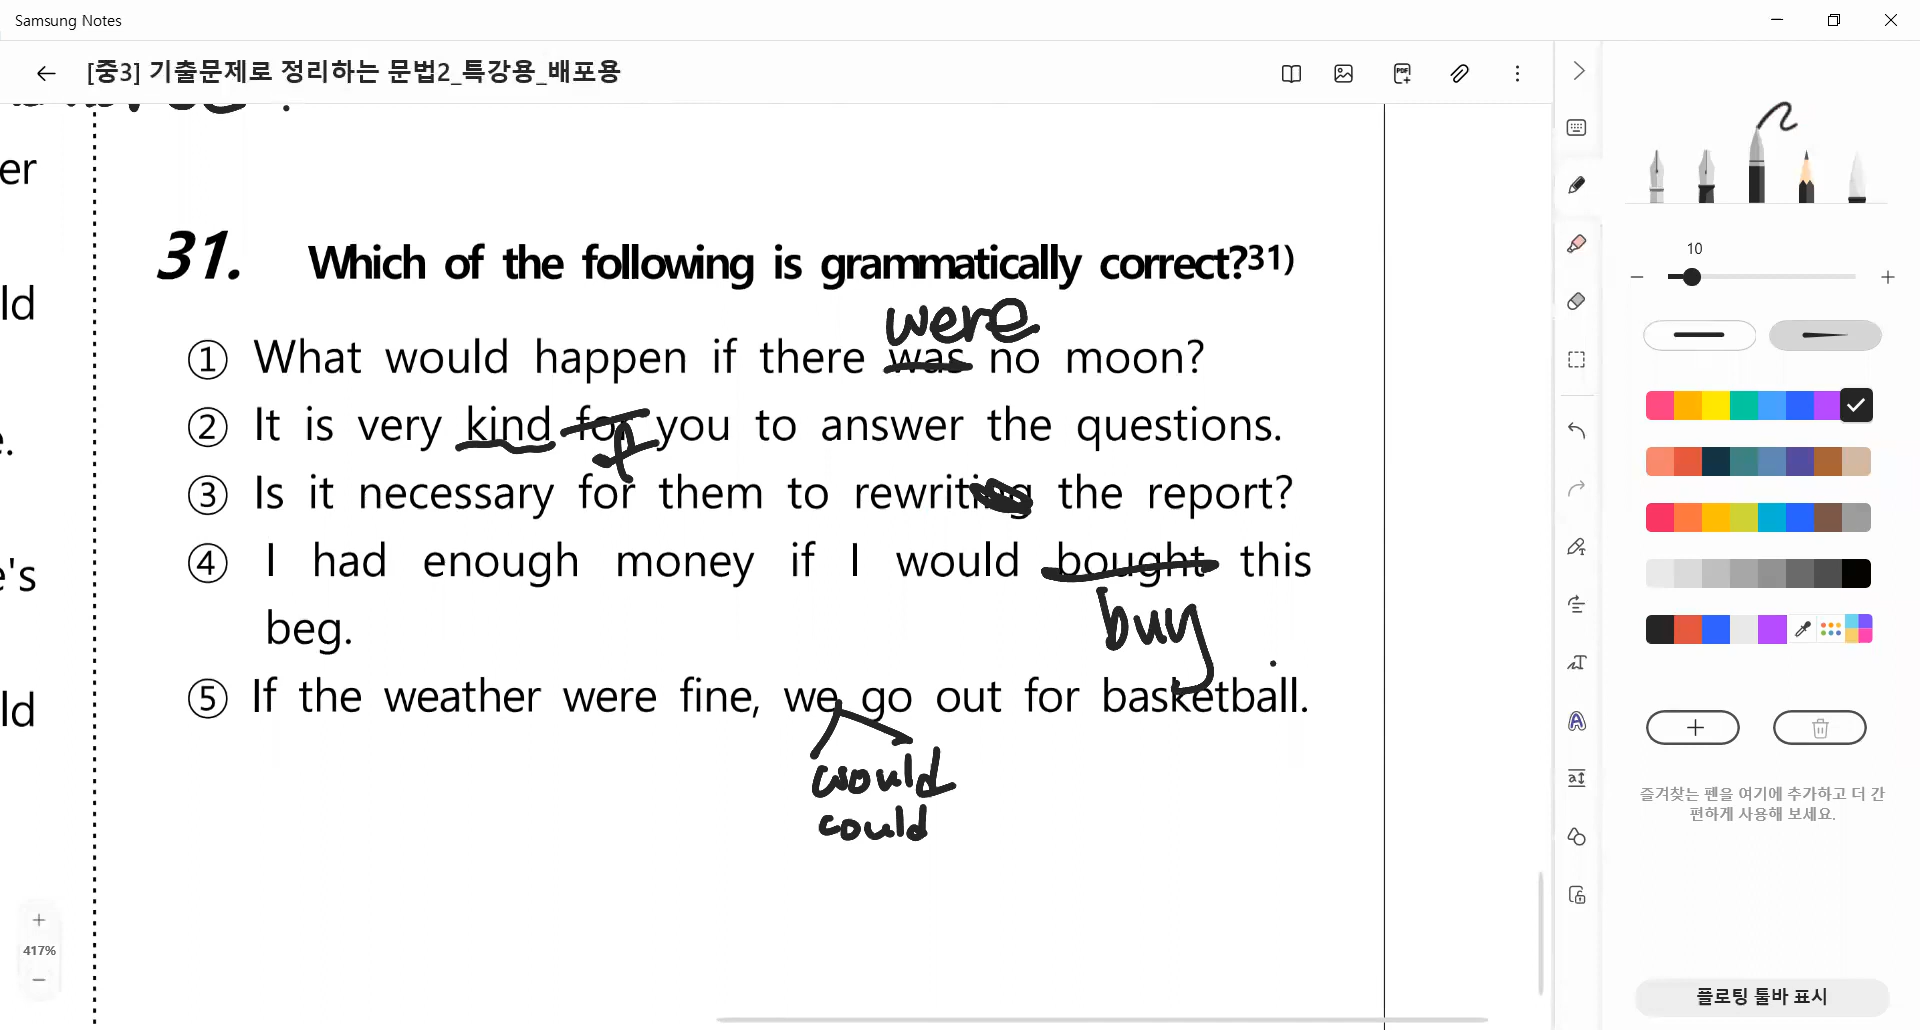 Samsung Notes
[중3] 기출문제로 정리하는 문법2_특강용_배포용
er
ld
e.
e's
ld
31. Which of the following is grammatically correct?31)
were
① What would happen if there was no moon?
② It is very kind for you to answer the questions.
of
③ Is it necessary for them to rewriting the report?
④ I had enough money if I would bought this
beg.
buy
⑤ If the weather were fine, we go out for basketball.
would
could
417%
10
즐겨찾는 펜을 여기에 추가하고 더 간
편하게 사용해 보세요.
플로팅 툴바 표시